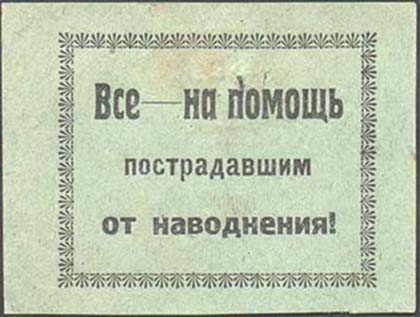 Все—на помощь
пострадавшим
от наводнения!